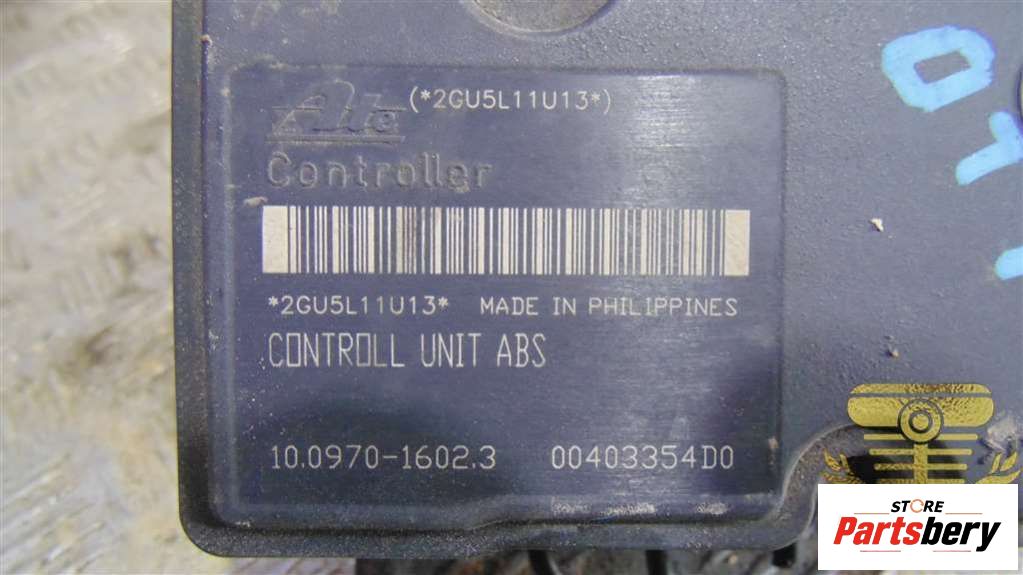 Ate (*2GU5L11U13*)
Controller
*2GU5L11U13* MADE IN PHILIPPINES
CONTROLL UNIT ABS
10.0970-1602.3 00403354D0
STORE
Partsbery